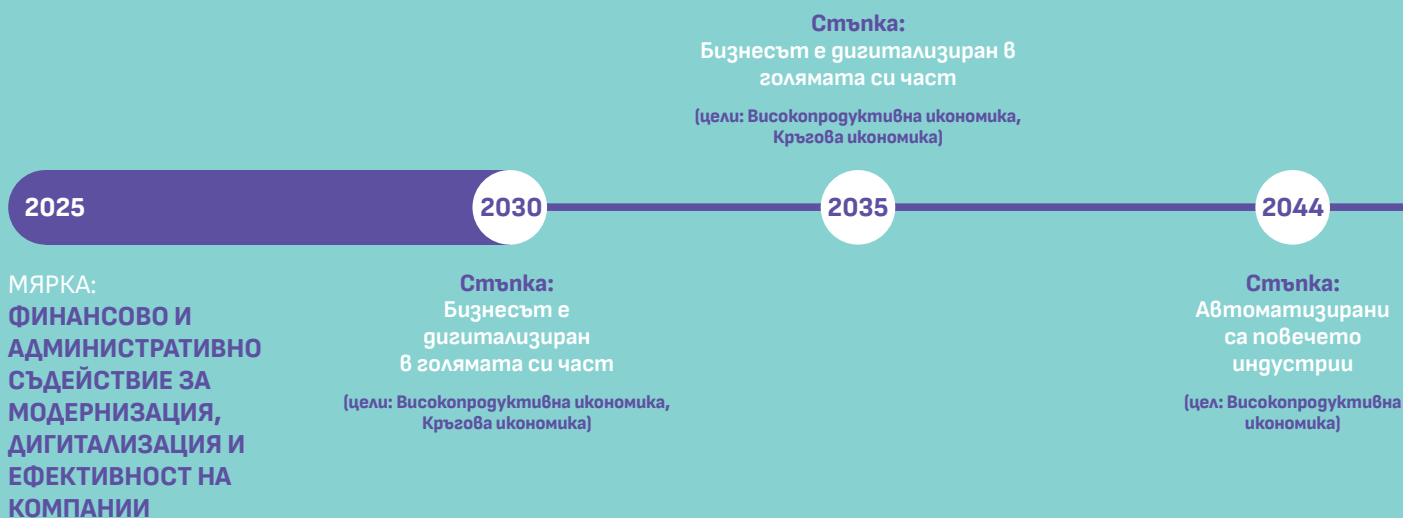 Стъпка:
Бизнесът е дигитализиран в
голямата си част
(цели: Високопродуктивна икономика,
Кръгова икономика)
2025
2030
2035
2044
МЯРКА:
ФИНАНСОВО И
АДМИНИСТРАТИВНО
СЪДЕЙСТВИЕ ЗА
МОДЕРНИЗАЦИЯ,
ДИГИТАЛИЗАЦИЯ И
ЕФЕКТИВНОСТ НА
КОМПАНИИ
Стъпка:
Бизнесът е
дигитализиран
в голямата си част
(цели: Високопродуктивна икономика,
Кръгова икономика)
Стъпка:
Автоматизирани
са повечето
индустрии
(цел: Високопродуктивна
икономика)